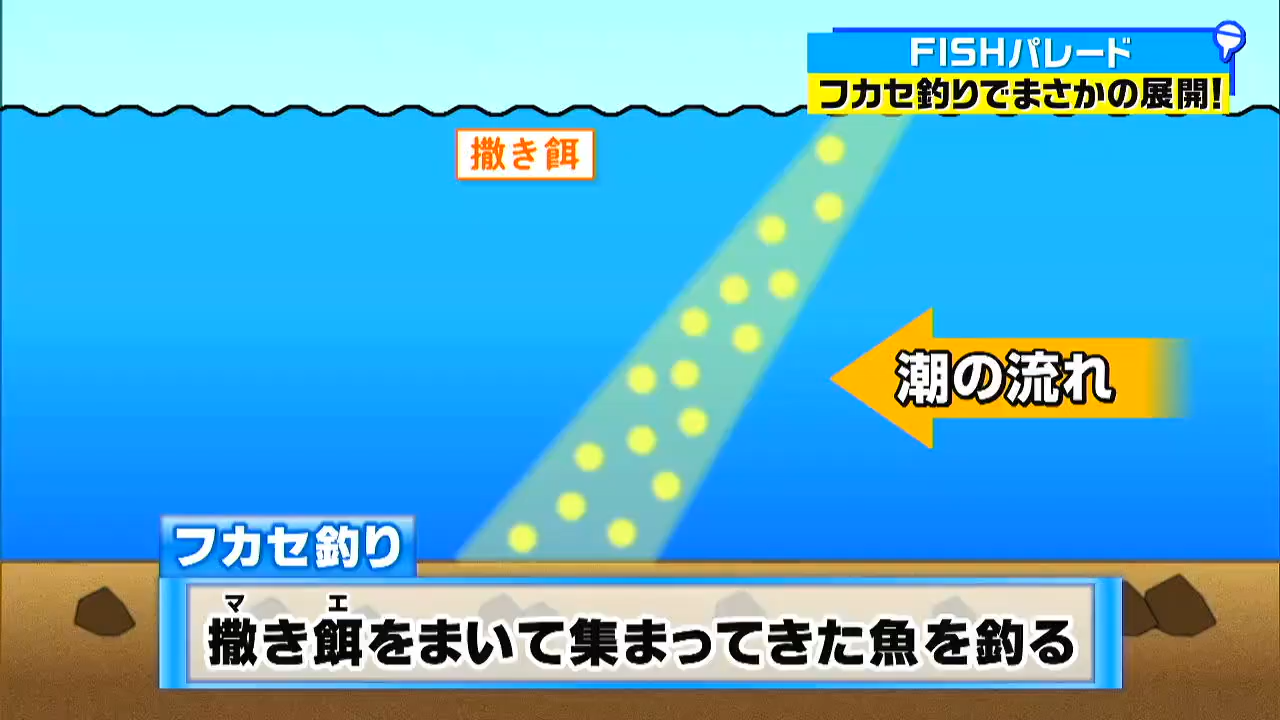 FISHパレード
フカセ釣りでまさかの展開!
撒き餌
潮の流れ
フカセ釣り
マ エ
撒き餌をまいて集まってきた魚を釣る